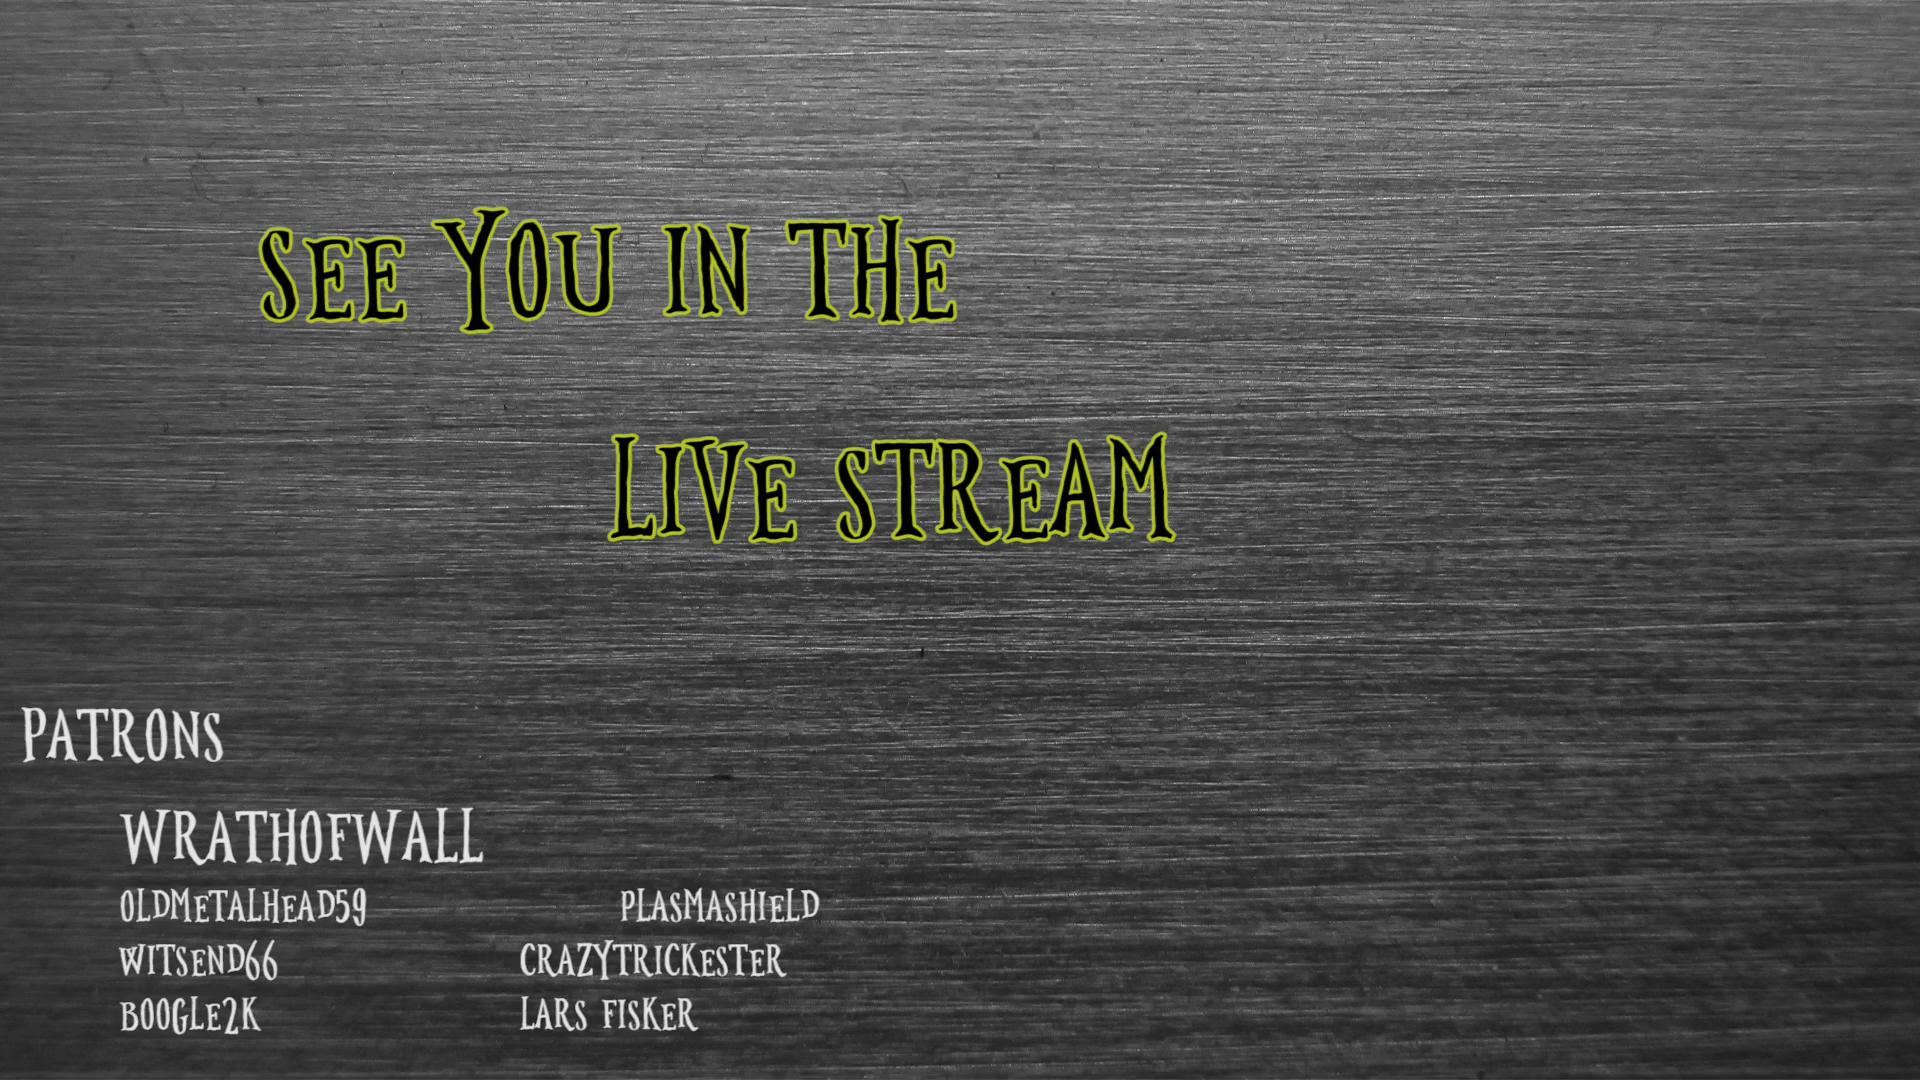 SEE YOU IN THE
LIVE STREAM
PATRONS
WRATHOFWALL
OLDMETALHEAD59 PLASMASHIELD
WITSEND66 CRAZYTRICKESTER
BOOGLE2K LARS FISKER